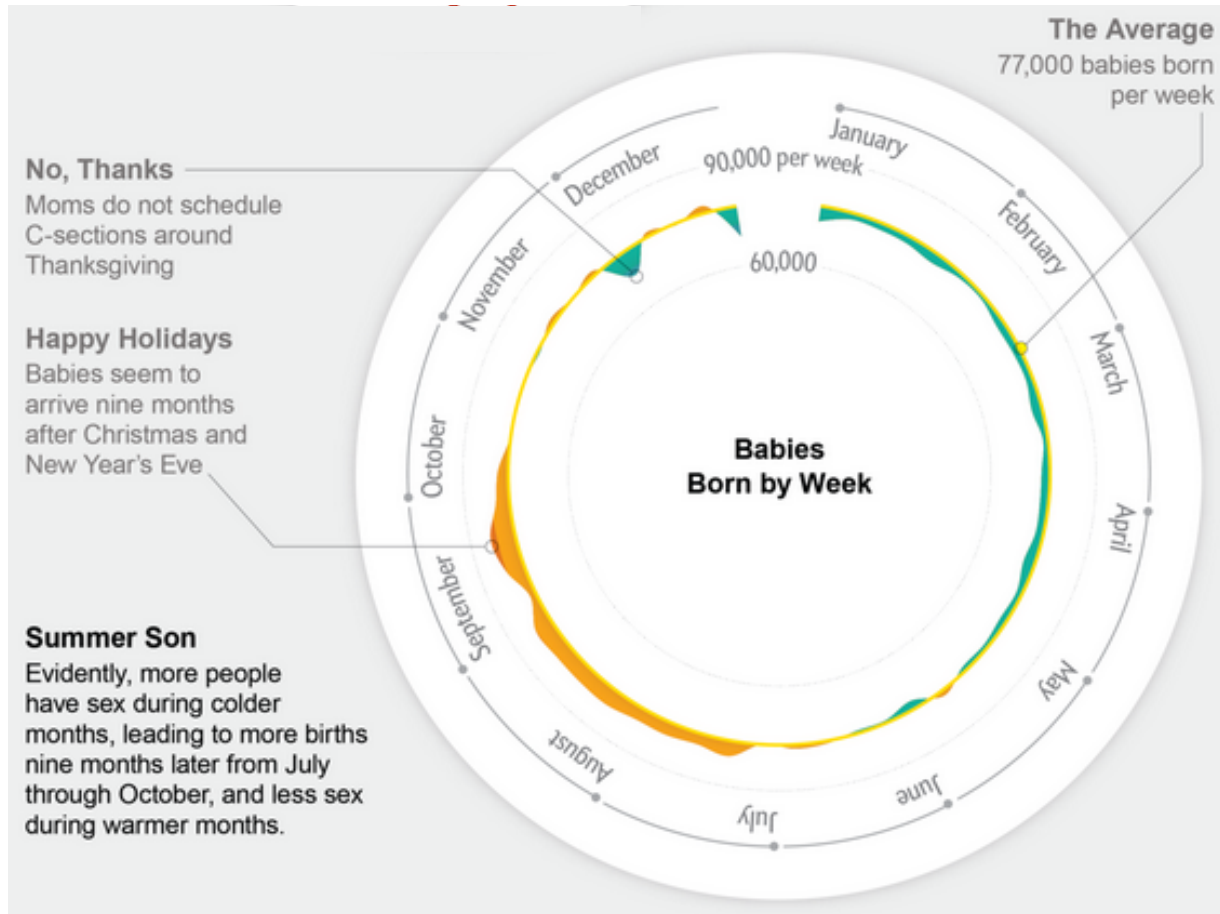 The Average
77,000 babies born
per week
No, Thanks
Moms do not schedule
C-sections around
Thanksgiving
Happy Holidays
Babies seem to
arrive nine months
after Christmas and
New Year's Eve
Summer Son
Evidently, more people
have sex during colder
months, leading to more births
nine months later from July
through October, and less sex
during warmer months.
January
February
March
April
May
June
July
August
September
October
November
December
90,000 per week
60,000
Babies
Born by Week